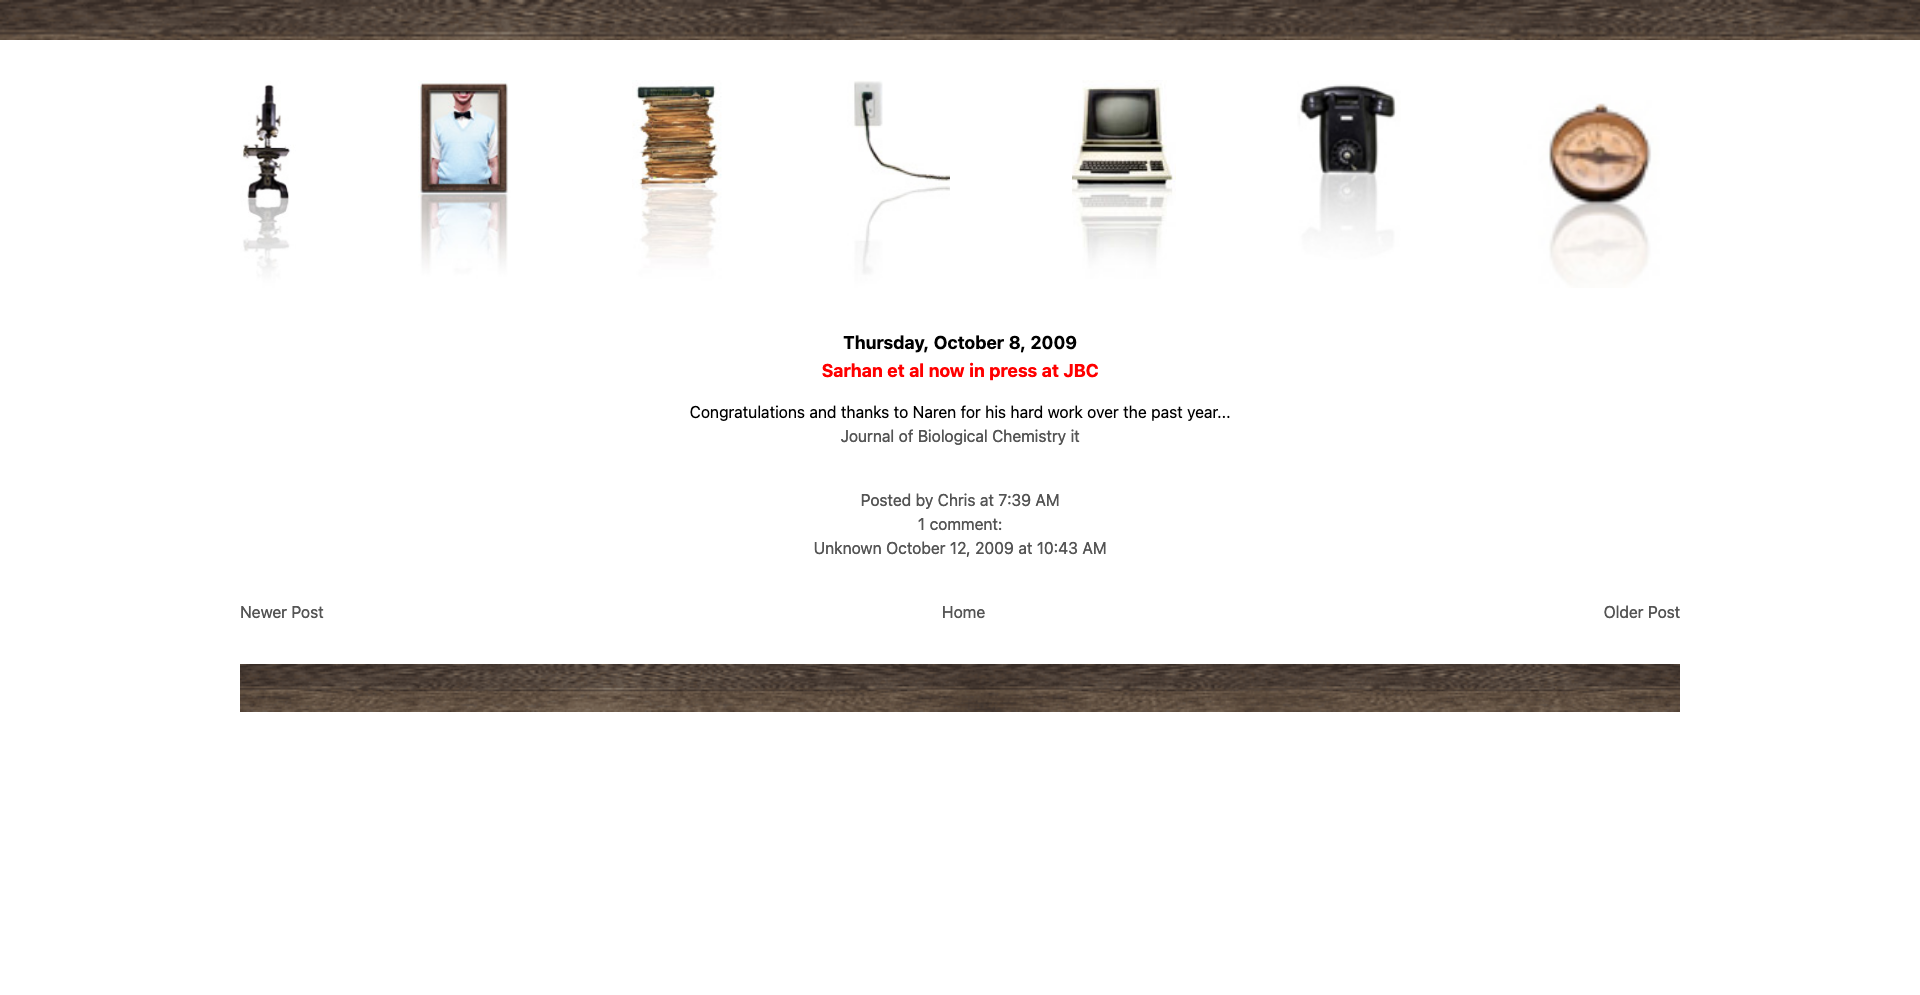 Thursday, October 8, 2009
Sarhan et al now in press at JBC
Congratulations and thanks to Naren for his hard work over the past year...
Journal of Biological Chemistry it
Posted by Chris at 7:39 AM
1 comment:
Unknown October 12, 2009 at 10:43 AM
Newer Post
Home
Older Post